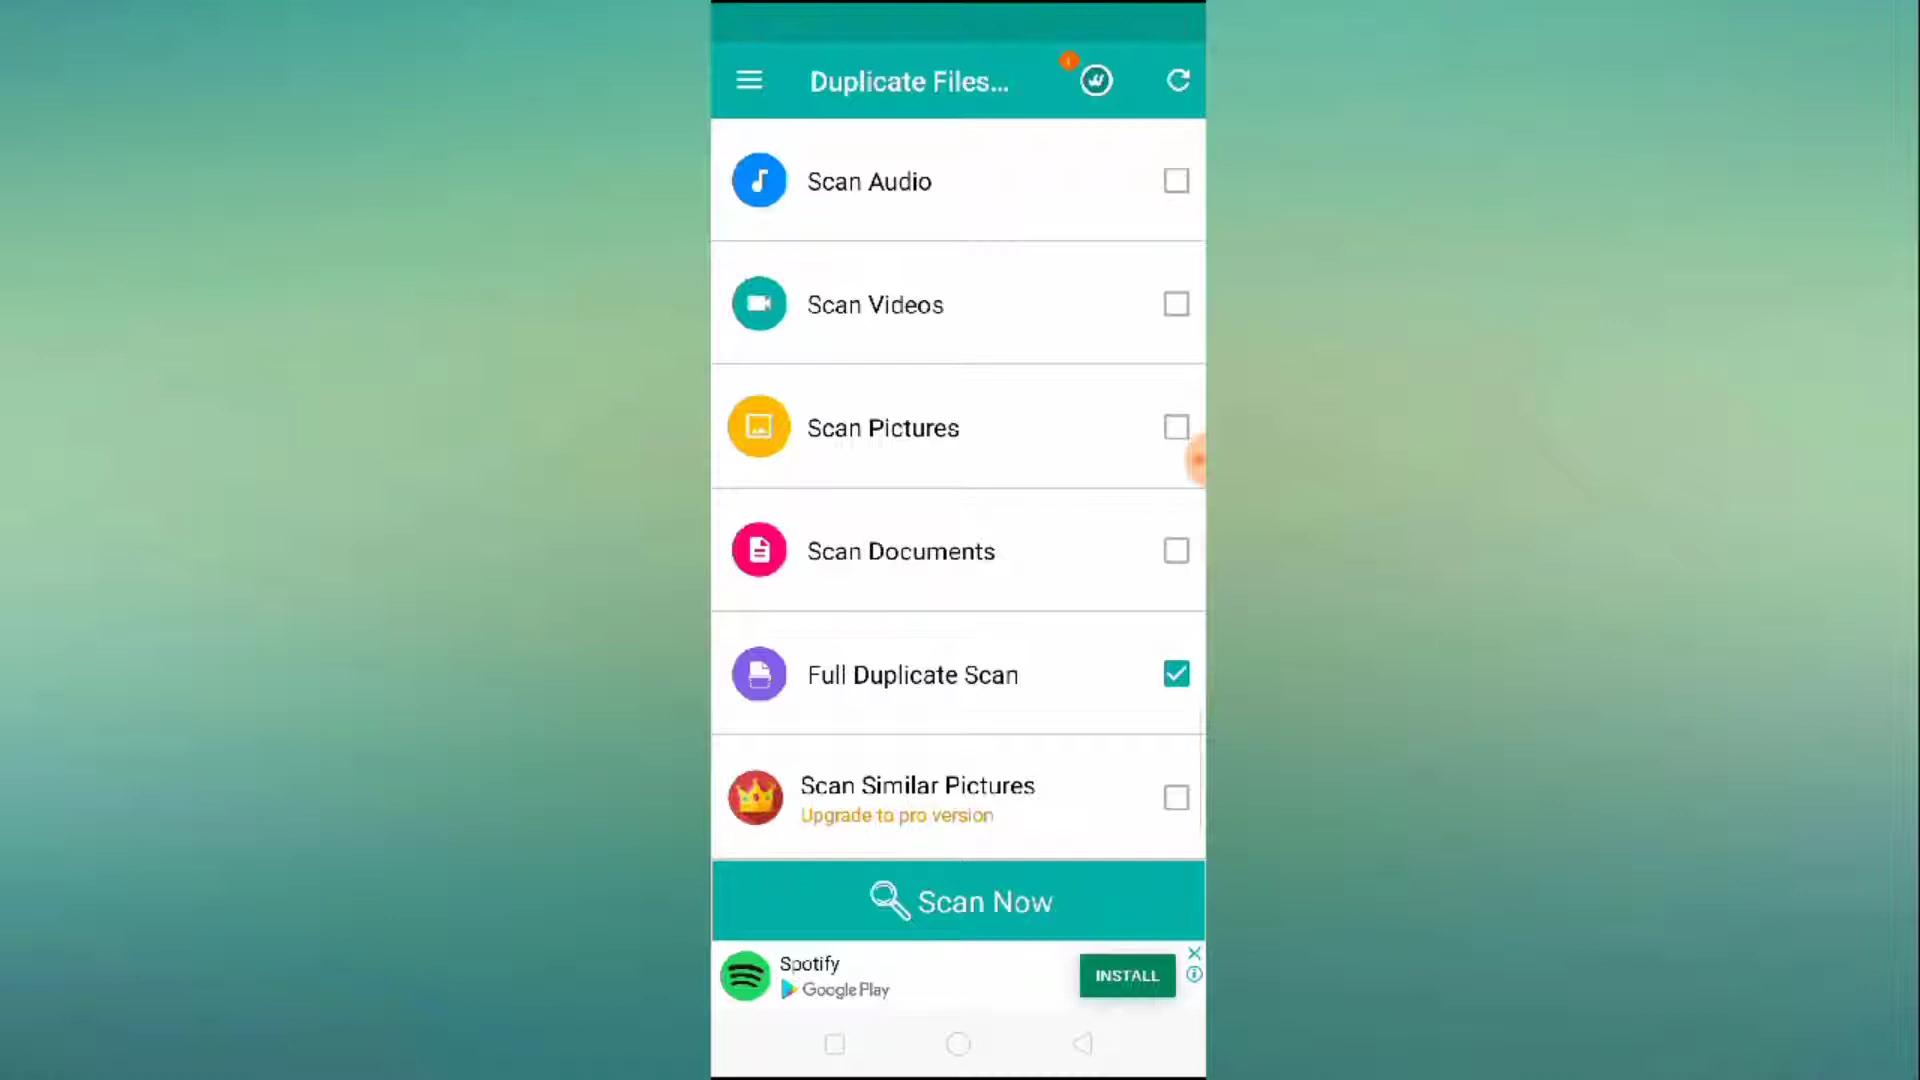 Duplicate Files...
Scan Audio
Scan Videos
Scan Pictures
Scan Documents
Full Duplicate Scan
Scan Similar Pictures
Upgrade to pro version
Scan Now
Spotify
Google Play
INSTALL